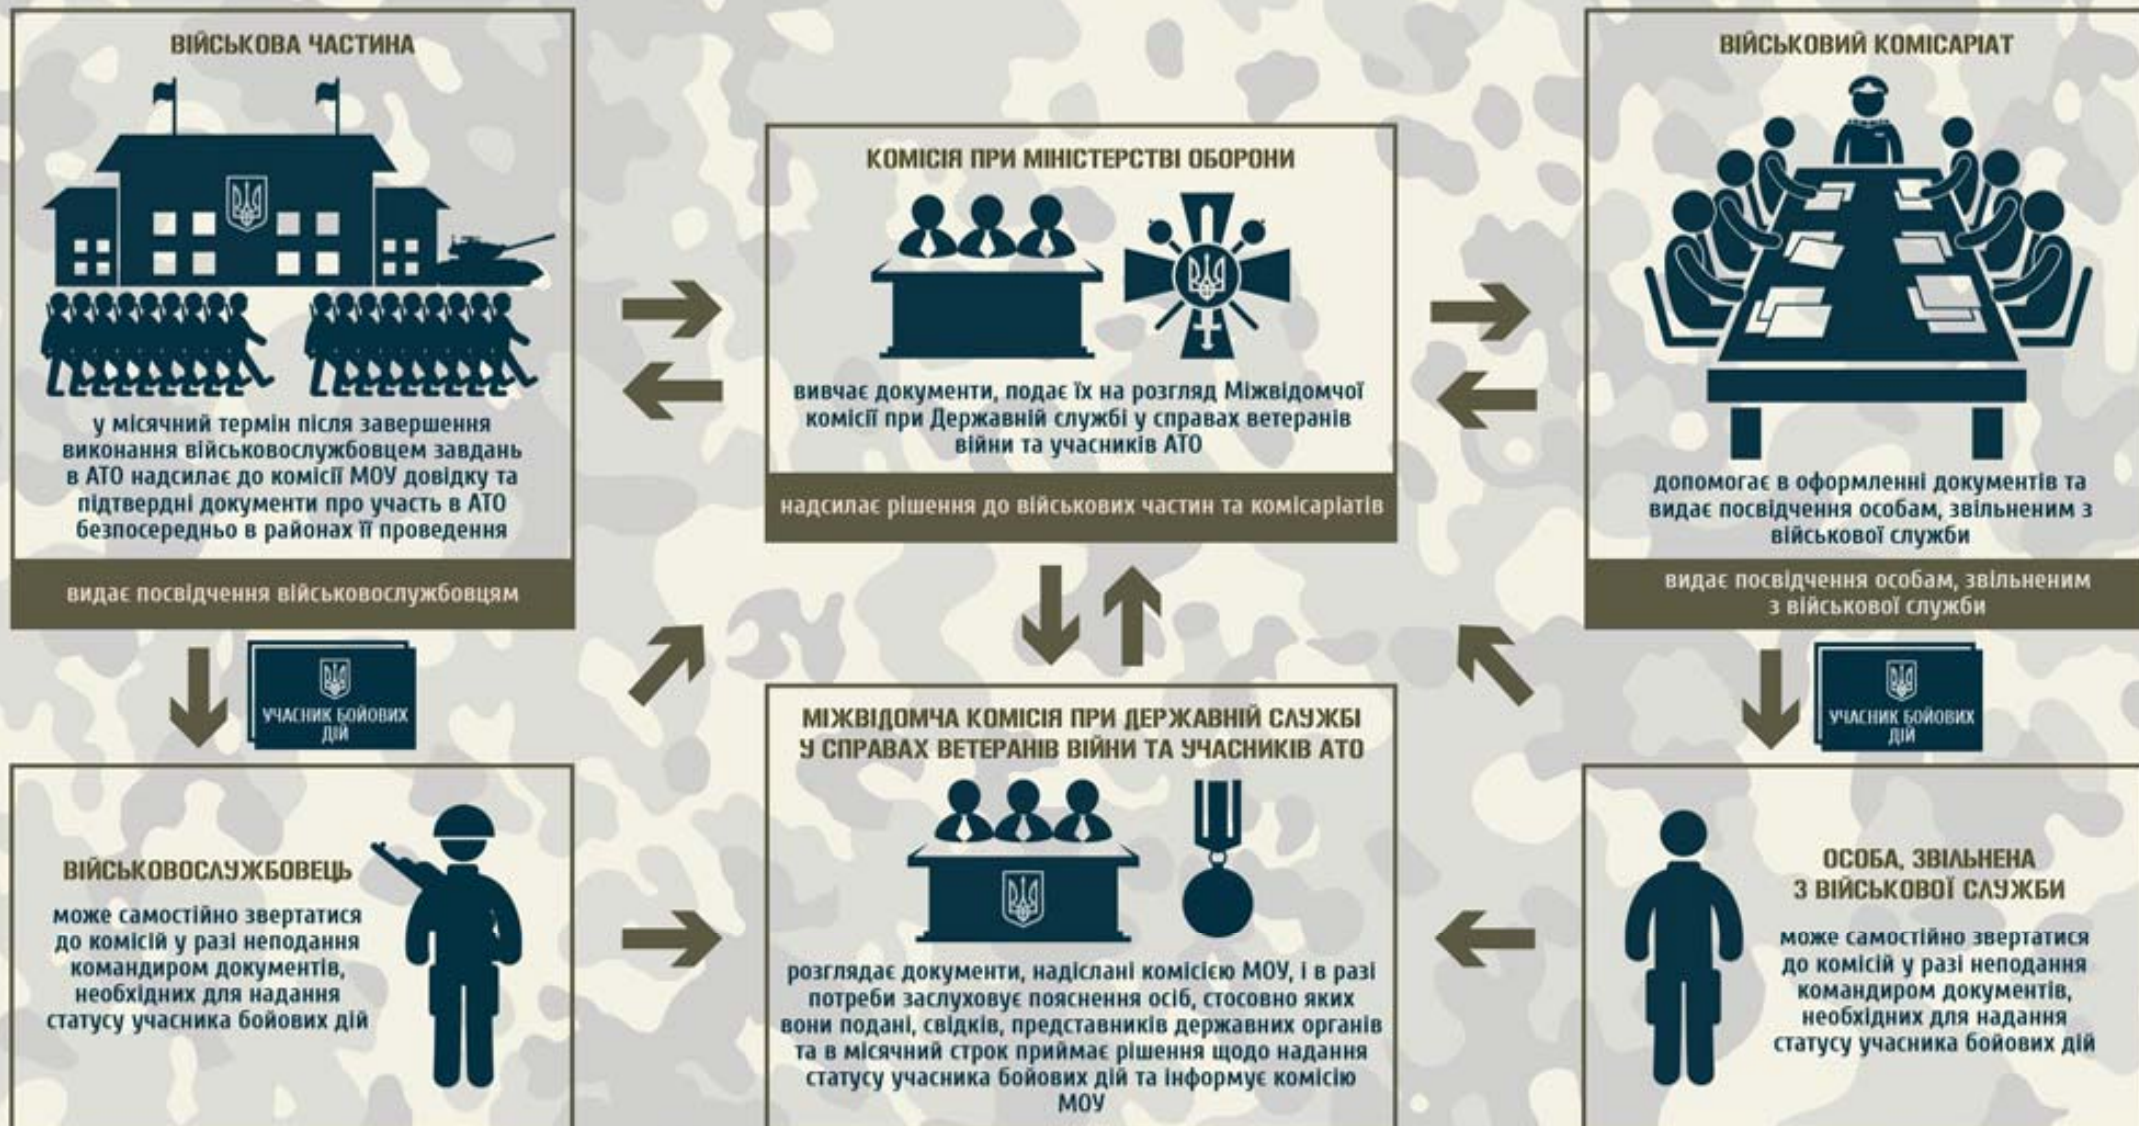 ВІЙСЬКОВА ЧАСТИНА
у місячний термін після завершення
виконання військовослужбовцем завдань
в АТО надсилає до комісії МОУ довідку та
підтвердні документи про участь в АТО
безпосередньо в районах її проведення
видає посвідчення військовослужбовцям
УЧАСНИК БОЙОВИХ
ДІЙ
ВІЙСЬКОВОСЛУЖБОВЕЦЬ
може самостійно звертатися
до комісій у разі неподання
командиром документів,
необхідних для надання
статусу учасника бойових дій
КОМІСІЯ ПРИ МІНІСТЕРСТВІ ОБОРОНИ
вивчає документи, подає їх на розгляд Міжвідомчої
комісії при Державній службі у справах ветеранів
війни та учасників АТО
надсилає рішення до військових частин та комісаріатів
МІЖВІДОМЧА КОМІСІЯ ПРИ ДЕРЖАВНІЙ СЛУЖБІ
У СПРАВАХ ВЕТЕРАНІВ ВІЙНИ ТА УЧАСНИКІВ АТО
розглядає документи, надіслані комісією МОУ, і в разі
потреби заслуховує пояснення осіб, стосовно яких
вони подані, свідків, представників державних органів
та в місячний строк приймає рішення щодо надання
статусу учасника бойових дій та інформує комісію
МОУ
ВІЙСЬКОВИЙ КОМІСАРІАТ
допомогає в оформленні документів та
видає посвідчення особам, звільненим з
військової служби
видає посвідчення особам, звільненим
з військової служби
УЧАСНИК БОЙОВИХ
ДІЙ
ОСОБА, ЗВІЛЬНЕНА
З ВІЙСЬКОВОЇ СЛУЖБИ
може самостійно звертатися
до комісій у разі неподання
командиром документів,
необхідних для надання
статусу учасника бойових дій